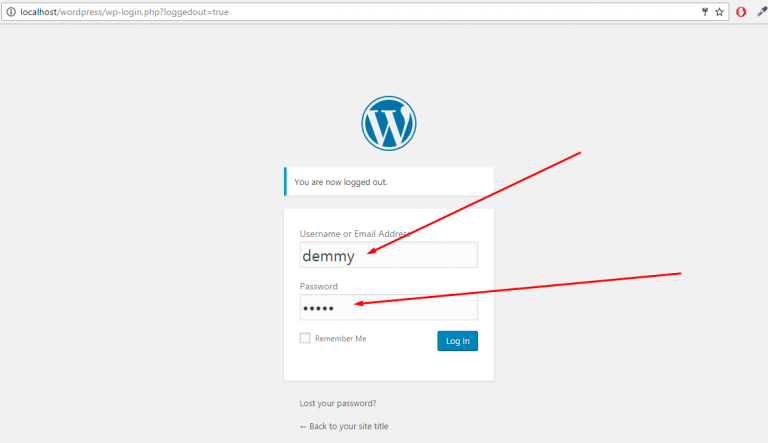 localhost/wordpress/wp-login.php?loggedout=true
You are now logged out.
Username or Email Address
demmy
Password
•••••
Remember Me
Log In
Lost your password?
← Back to your site title